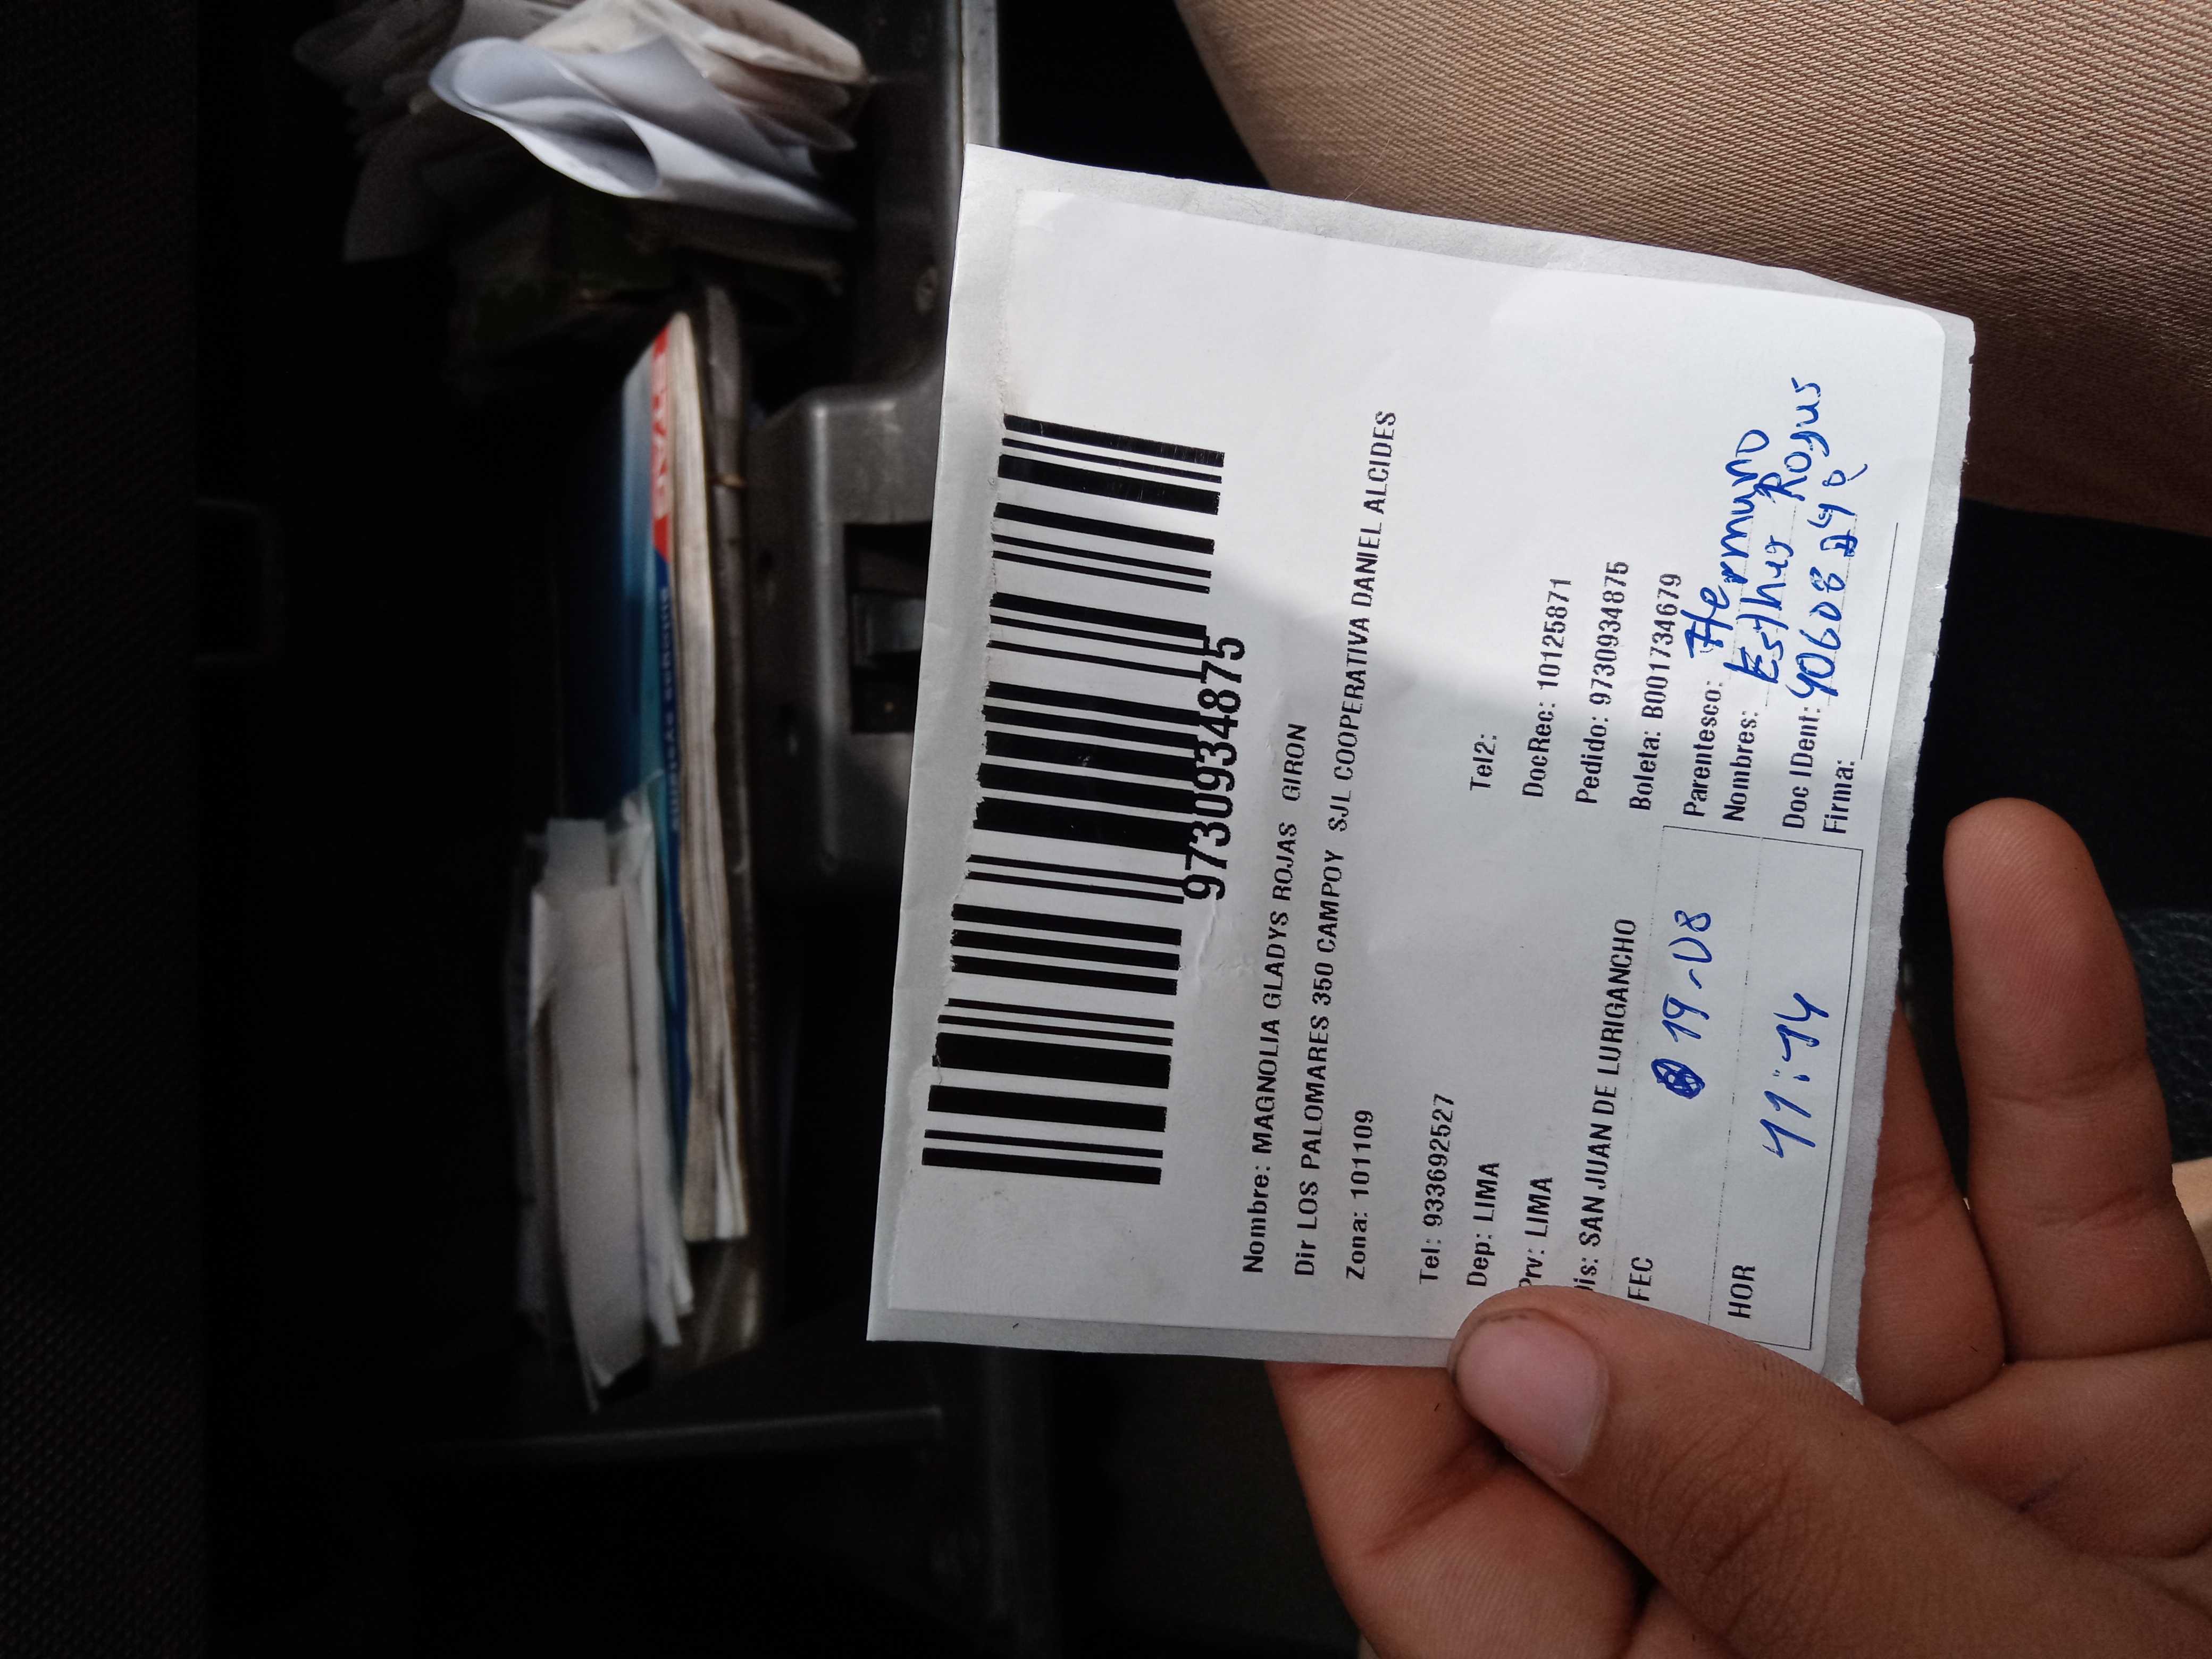 9730934875
Nombre: MAGNOLIA GLADYS ROJAS GIRON
Dir LOS PALOMARES 350 CAMPOY SJL COOPERATIVA DANIEL ALCIDES
Zona: 101109
Tel: 933692527
Tel2:
Dep: LIMA
DocRec: 10125871
Prv: LIMA
Pedido: 9730934875
Dis: SAN JUAN DE LURIGANCHO
Boleta: B001734679
FEC 19-08
Parentesco: Hermano
Nombres: Esther Rojas
HOR 11:14
Doc IDent:
Firma: